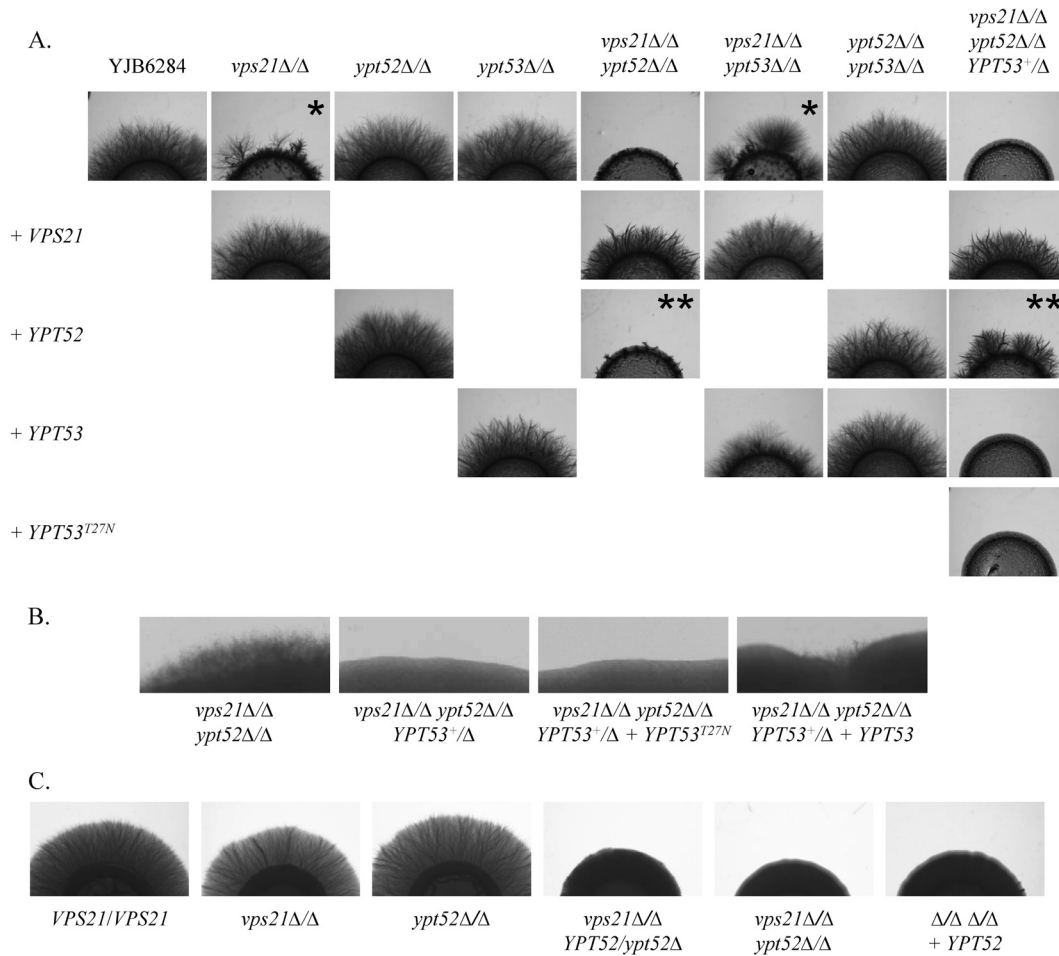 A.
YJB6284
vps21Δ/Δ
ypt52Δ/Δ
ypt53Δ/Δ
vps21Δ/Δ
ypt52Δ/Δ
vps21Δ/Δ
ypt53Δ/Δ
ypt52Δ/Δ
ypt53Δ/Δ
vps21Δ/Δ
ypt52Δ/Δ
YPT53⁺/Δ
*
*
+ VPS21
+ YPT52
**
**
+ YPT53
+ YPT53ᵀ²⁷ᴺ
B.
vps21Δ/Δ
ypt52Δ/Δ
vps21Δ/Δ ypt52Δ/Δ
YPT53⁺/Δ
vps21Δ/Δ ypt52Δ/Δ
YPT53⁺/Δ + YPT53ᵀ²⁷ᴺ
vps21Δ/Δ ypt52Δ/Δ
YPT53⁺/Δ + YPT53
C.
VPS21/VPS21
vps21Δ/Δ
ypt52Δ/Δ
vps21Δ/Δ
YPT52/ypt52Δ
vps21Δ/Δ
ypt52Δ/Δ
Δ/Δ Δ/Δ
+ YPT52